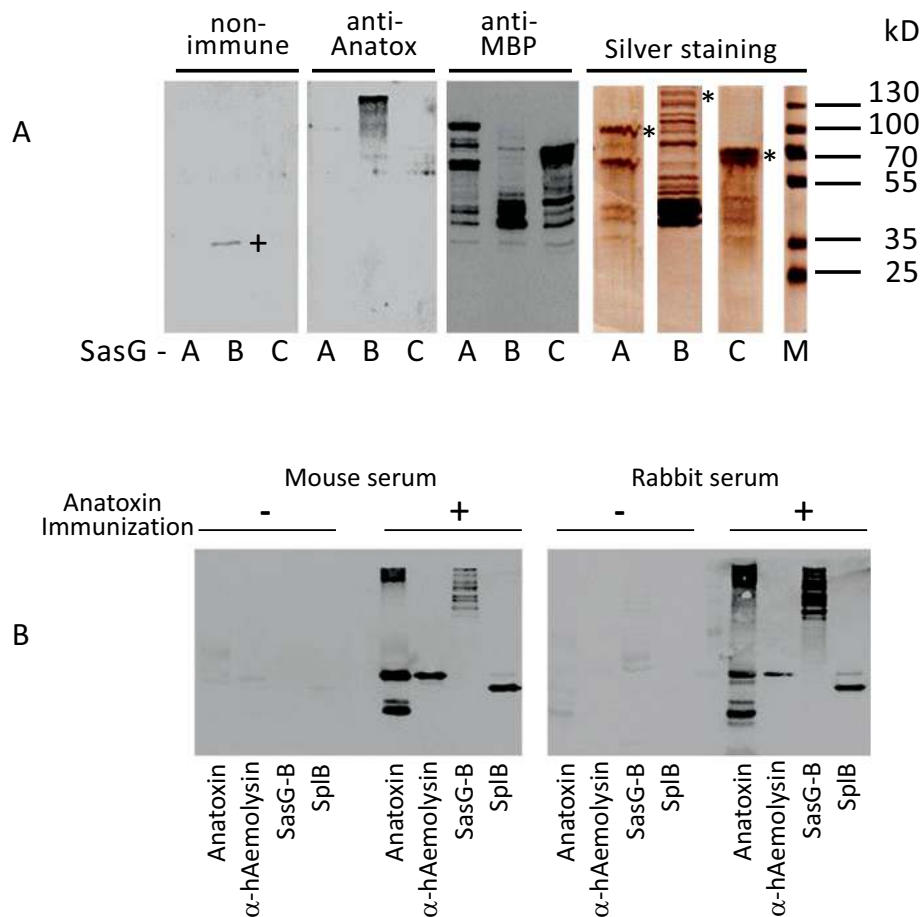 non-immune
anti-Anatox
anti-MBP
Silver staining
kD
A
+
*
*
*
130
100
70
55
35
25
SasG - A B C A B C A B C A B C M
Mouse serum
Rabbit serum
Anatoxin Immunization
- + - +
B
Anatoxin
α-hAemolysin
SasG-B
SplB
Anatoxin
α-hAemolysin
SasG-B
SplB
Anatoxin
α-hAemolysin
SasG-B
SplB
Anatoxin
α-hAemolysin
SasG-B
SplB